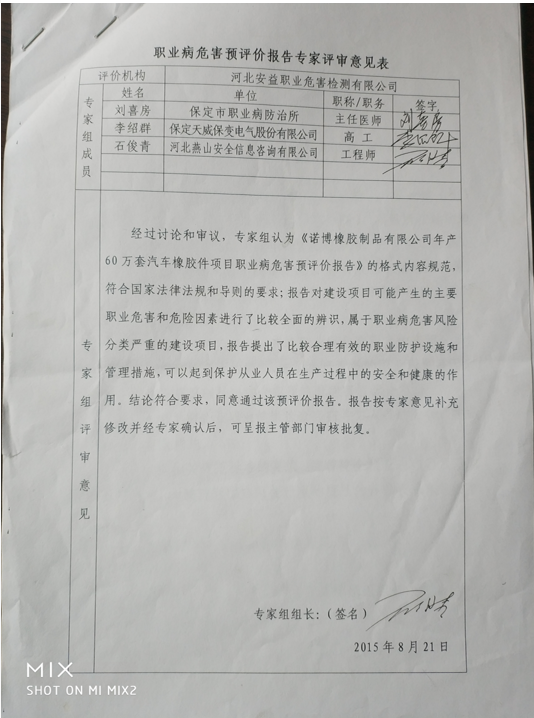 职业病危害预评价报告专家评审意见表
评价机构 河北安益职业危害检测有限公司
专家组成员 姓名 单位 职称/职务 签字
刘喜房 保定市职业病防治所 主任医师 刘喜房
李绍群 保定天威保变电气股份有限公司 高工
石俊青 河北燕山安全信息咨询有限公司 工程师 石俊青
专家组评审意见
经过讨论和审议，专家组认为《诺博橡胶制品有限公司年产
60万套汽车橡胶件项目职业病危害预评价报告》的格式内容规范，
符合国家法律法规和导则的要求；报告对建设项目可能产生的主要
职业危害和危险因素进行了比较全面的辨识，属于职业病危害风险
分类严重的建设项目，报告提出了比较合理有效的职业防护设施和
管理措施，可以起到保护从业人员在生产过程中的安全和健康的作
用。结论符合要求，同意通过该预评价报告。报告按专家意见补充
修改并经专家确认后，可呈报主管部门审核批复。
专家组组长：（签名） 石俊青
2015年8月21日
MIX
SHOT ON MI MIX2